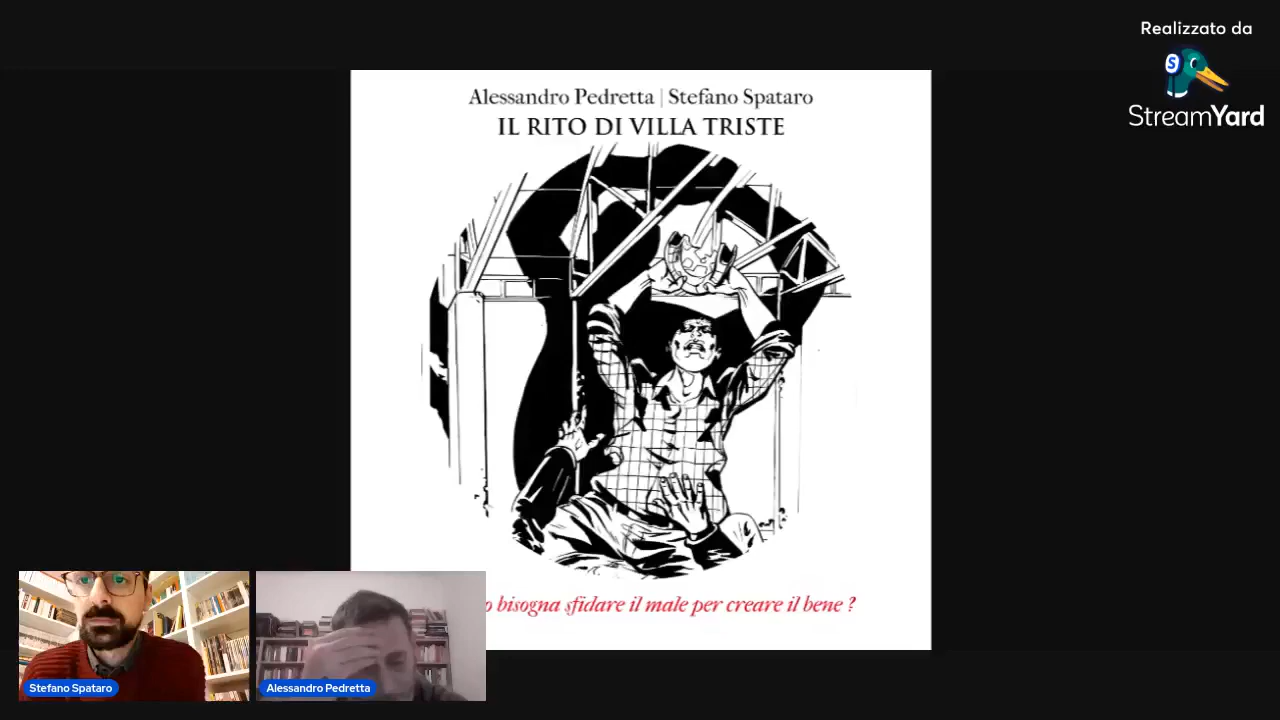 Realizzato da
StreamYard
Alessandro Pedretta | Stefano Spataro
IL RITO DI VILLA TRISTE
bisogna sfidare il male per creare il bene ?
Stefano Spataro
Alessandro Pedretta